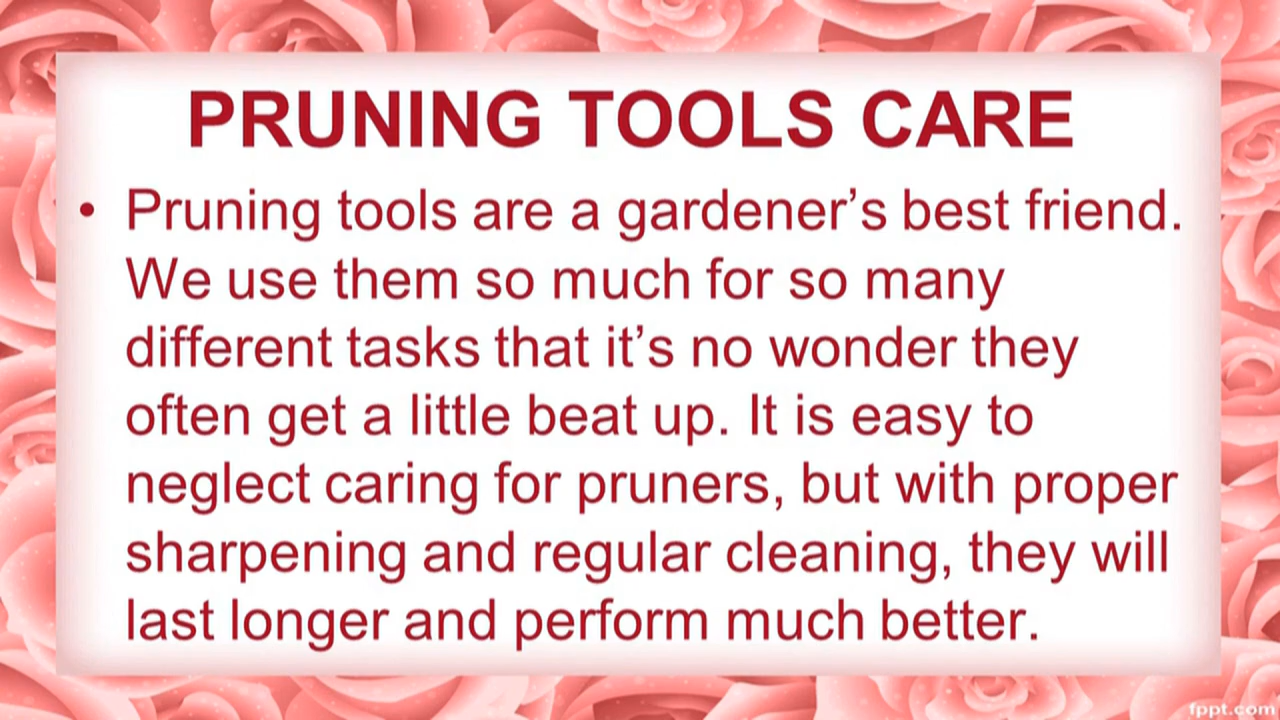 PRUNING TOOLS CARE
• Pruning tools are a gardener’s best friend.
We use them so much for so many
different tasks that it’s no wonder they
often get a little beat up. It is easy to
neglect caring for pruners, but with proper
sharpening and regular cleaning, they will
last longer and perform much better.
fppt.com